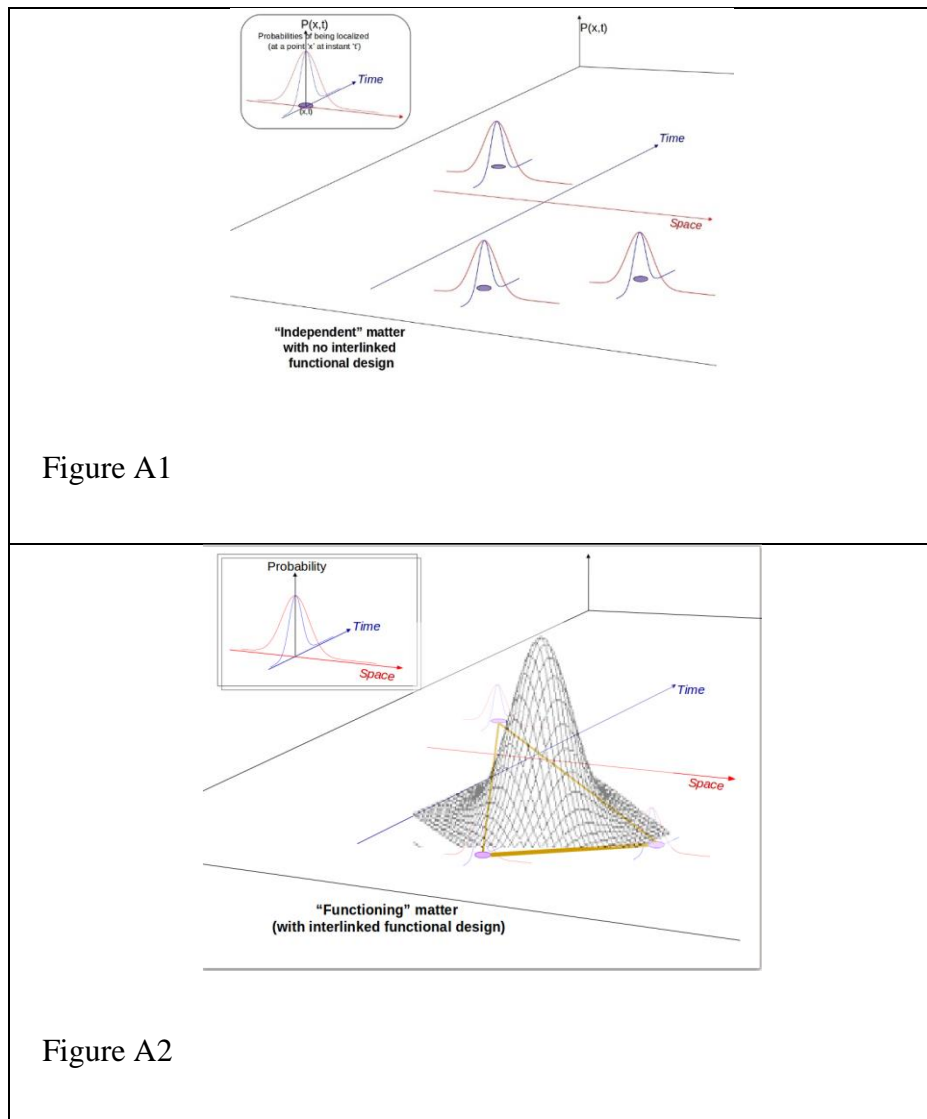 P(x,t)
Probabilities of being localized
(at a point 'x' at instant 't')
Time
(x,t)
P(x,t)
Time
Space
"Independent" matter
with no interlinked
functional design
Figure A1
Probability
Time
Space
Time
Space
"Functioning" matter
(with interlinked functional design)
Figure A2